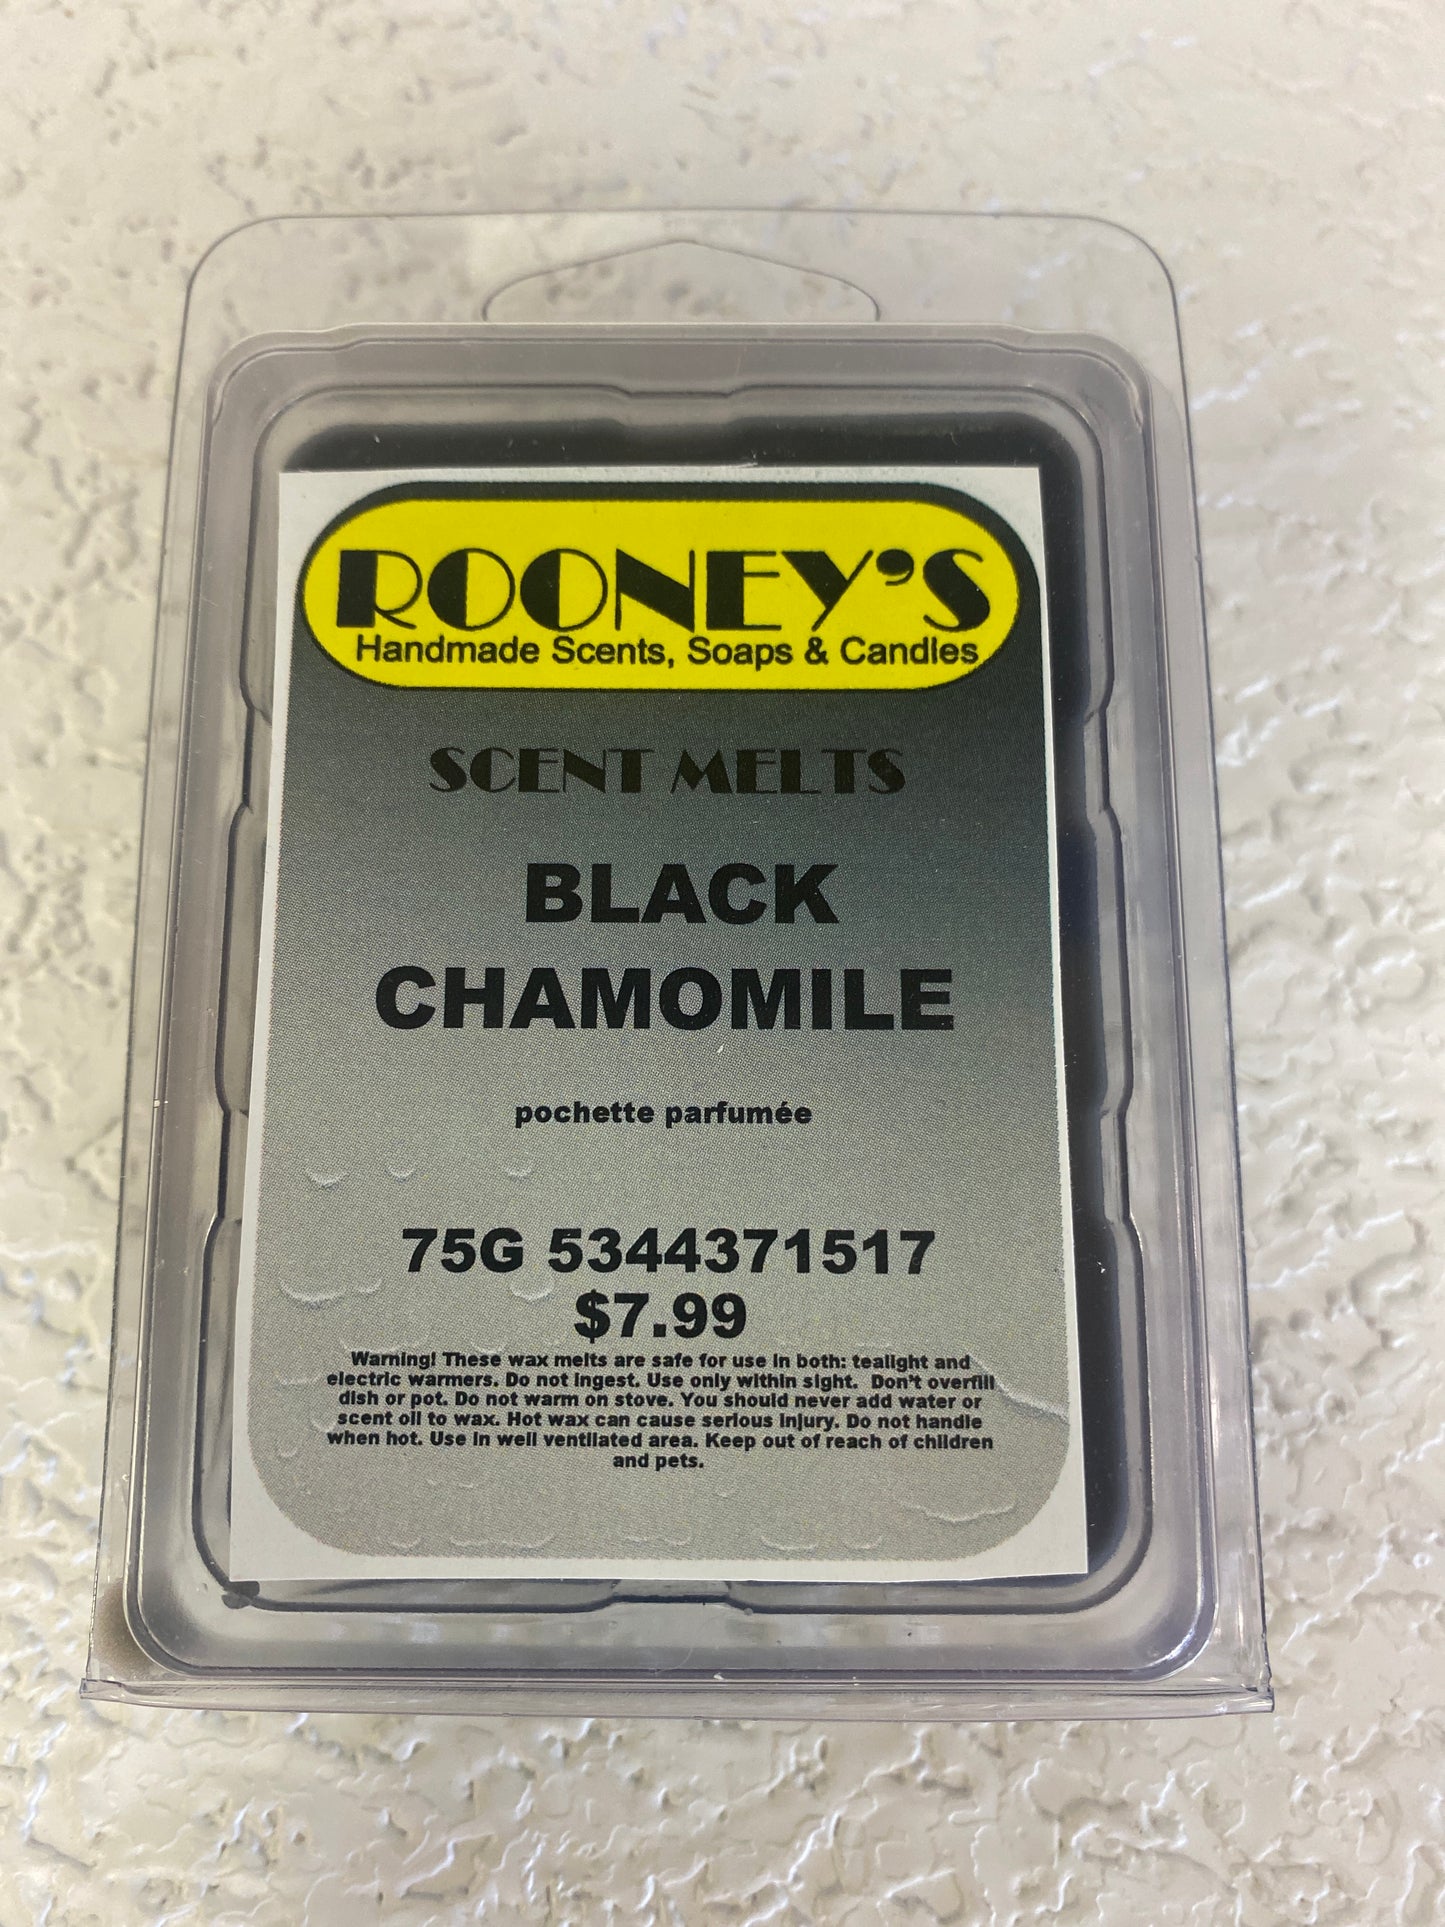 ROONEY'S
Handmade Scents, Soaps & Candles
SCENT MELTS
BLACK
CHAMOMILE
pochette parfumée
75G 5344371517
$7.99
Warning! These wax melts are safe for use in both: tealight and
electric warmers. Do not ingest. Use only within sight. Don't overfill
dish or pot. Do not warm on stove. You should never add water or
scent oil to wax. Hot wax can cause serious injury. Do not handle
when hot. Use in well ventilated area. Keep out of reach of children
and pets.